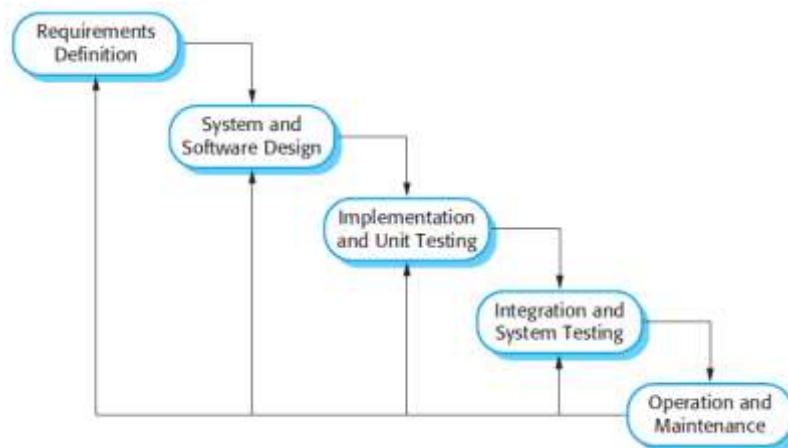 Requirements
Definition
System and
Software Design
Implementation
and Unit Testing
Integration and
System Testing
Operation and
Maintenance